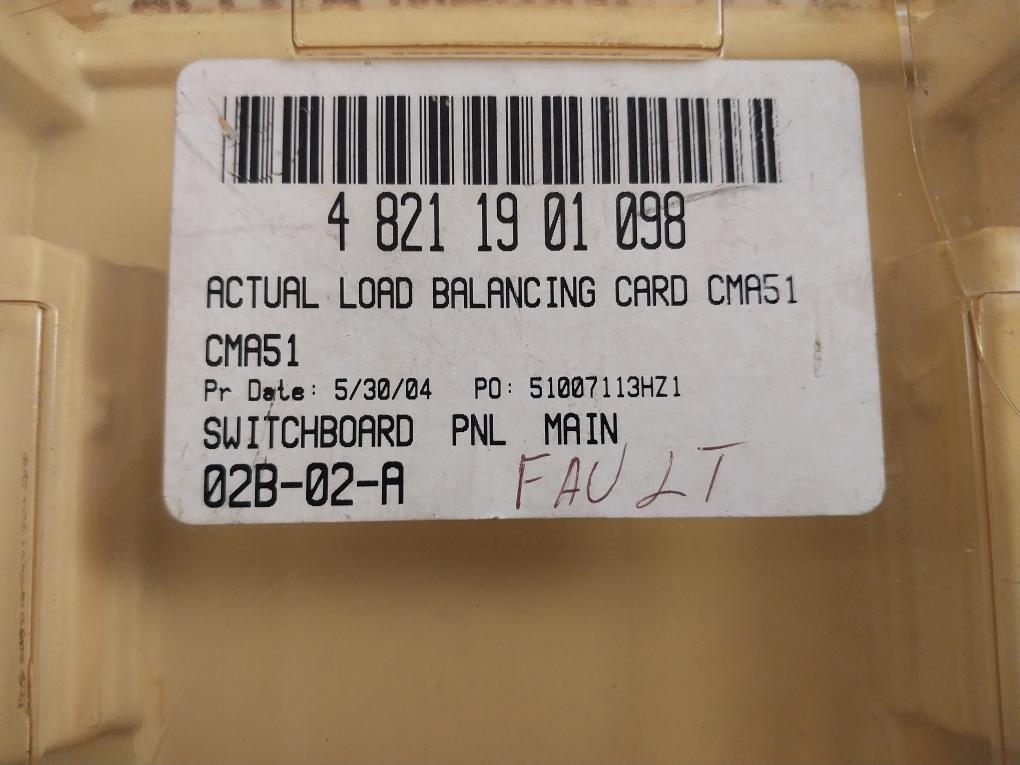 4 821 19 01 098
ACTUAL LOAD BALANCING CARD CMA51
CMA51
Pr Date: 5/30/04 PO: 51007113HZ1
SWITCHBOARD PNL MAIN
02B-02-A FAULT